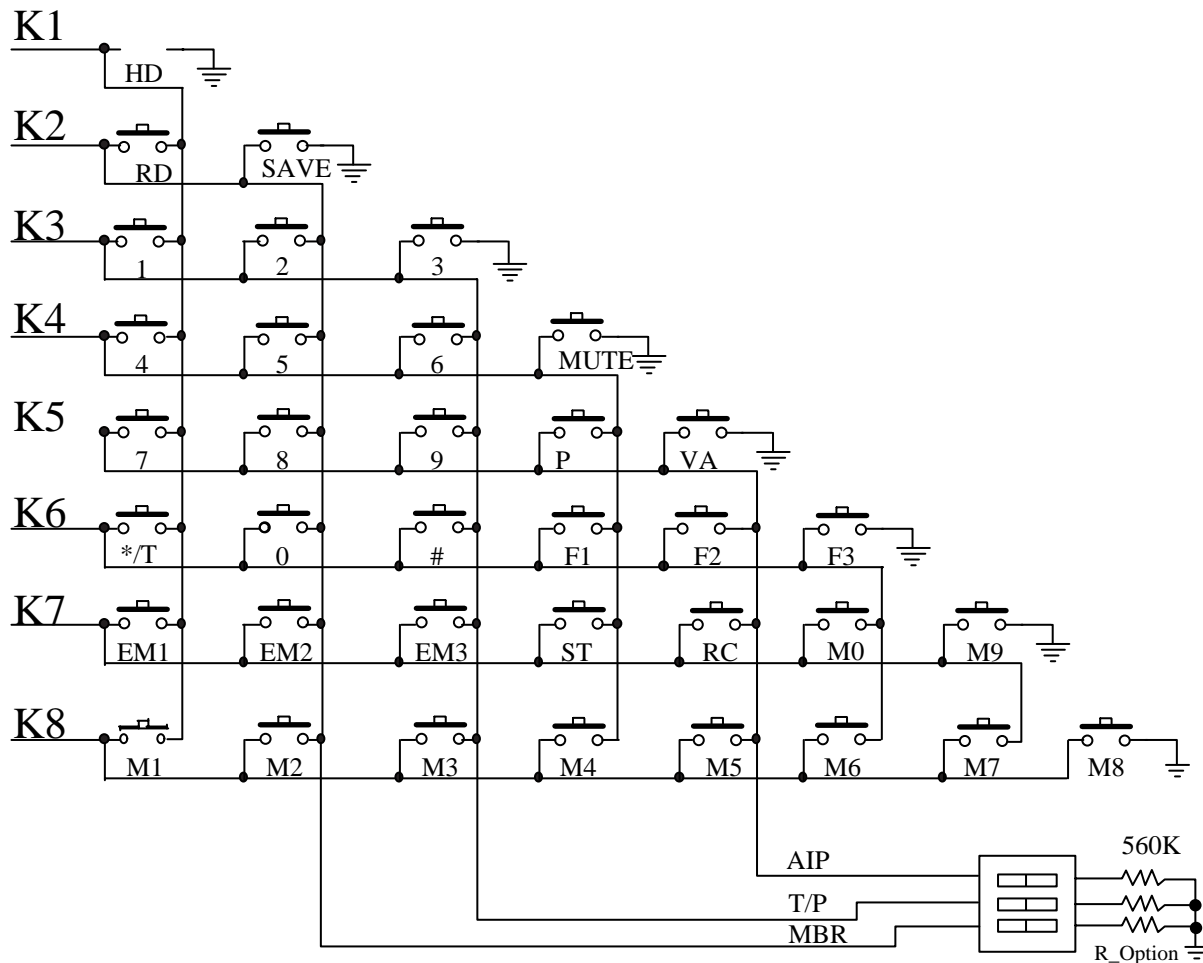 K1
HD
K2
RD SAVE
K3
1 2 3
K4
4 5 6 MUTE
K5
7 8 9 P VA
K6
*/T 0 # F1 F2 F3
K7
EM1 EM2 EM3 ST RC M0 M9
K8
M1 M2 M3 M4 M5 M6 M7 M8
AIP 560K
T/P
MBR
R_Option